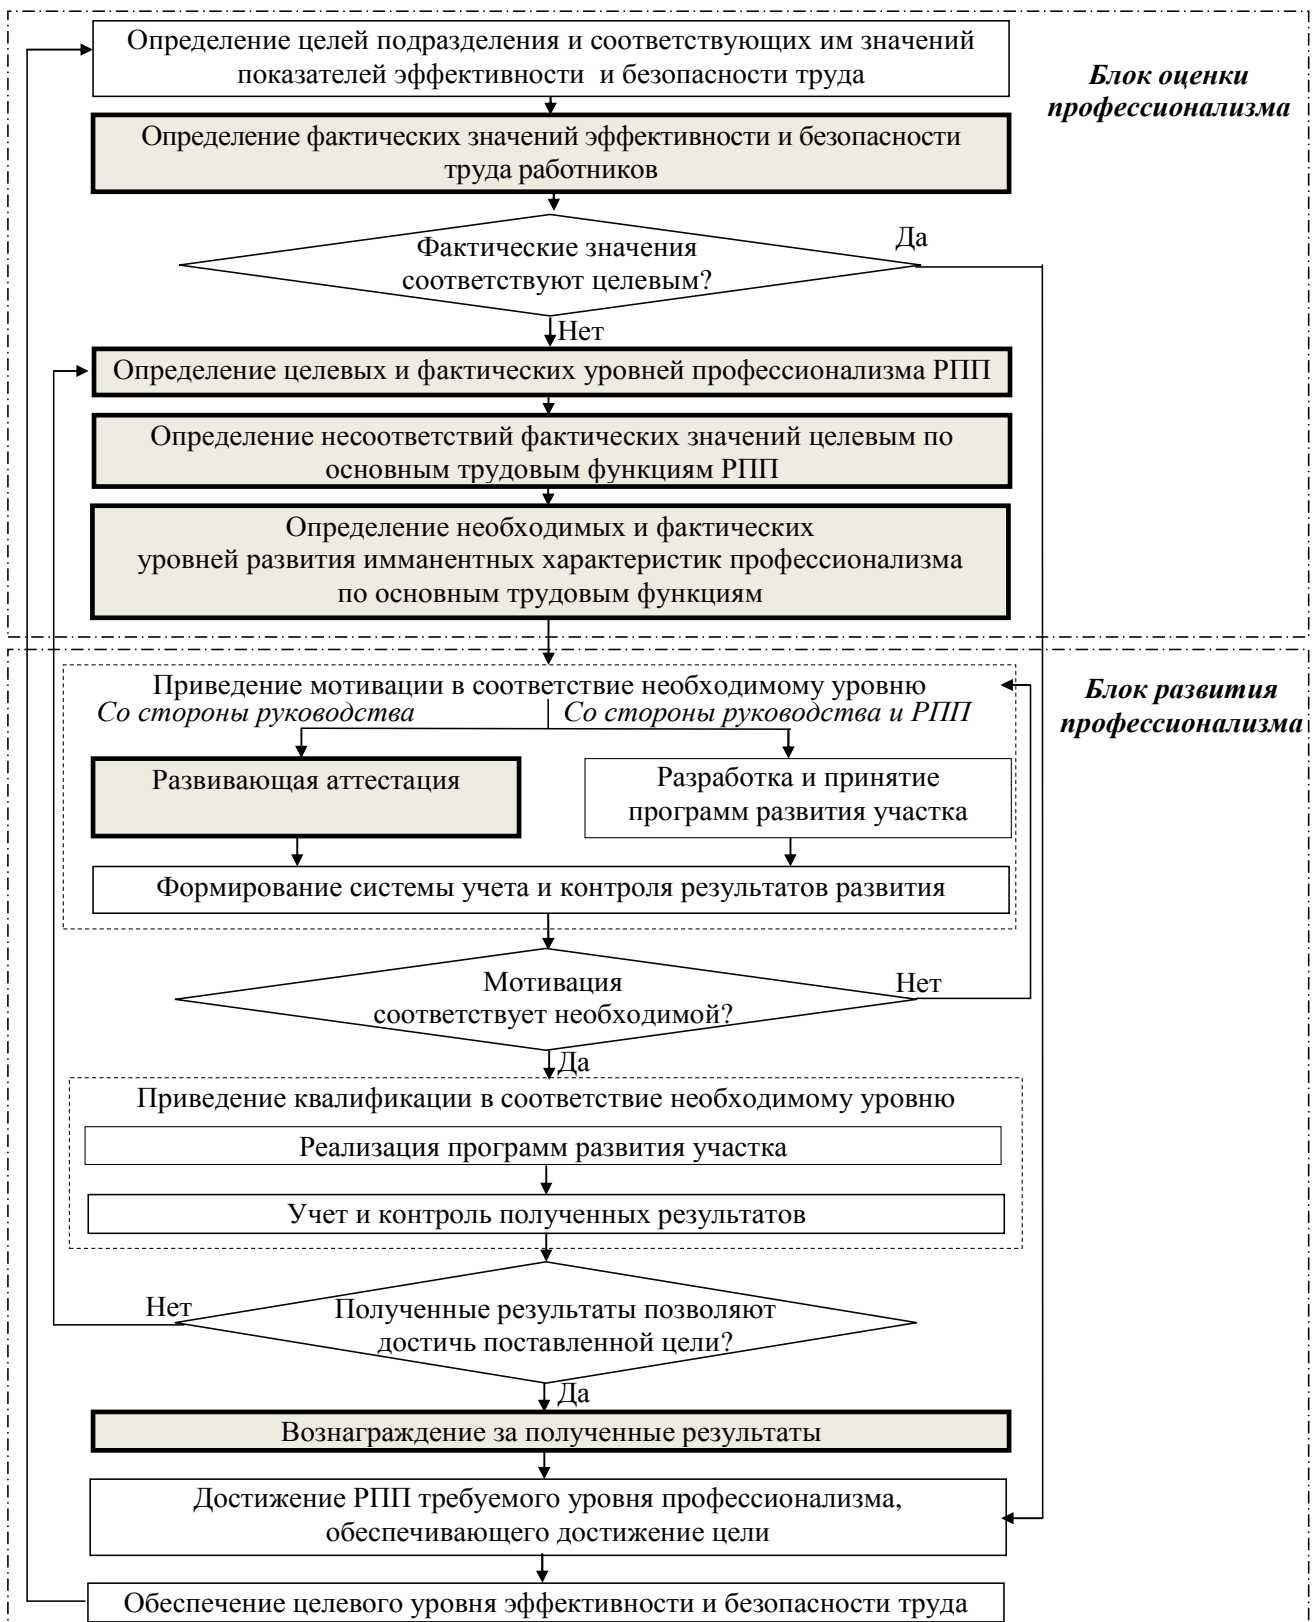 Определение целей подразделения и соответствующих им значений
показателей эффективности и безопасности труда
Блок оценки
профессионализма
Определение фактических значений эффективности и безопасности
труда работников
Фактические значения
соответствуют целевым?
Да
Нет
Определение целевых и фактических уровней профессионализма РПП
Определение несоответствий фактических значений целевым по
основным трудовым функциям РПП
Определение необходимых и фактических
уровней развития имманентных характеристик профессионализма
по основным трудовым функциям
Приведение мотивации в соответствие необходимому уровню
Блок развития
профессионализма
Со стороны руководства
Со стороны руководства и РПП
Развивающая аттестация
Разработка и принятие
программ развития участка
Формирование системы учета и контроля результатов развития
Мотивация
соответствует необходимой?
Нет
Да
Приведение квалификации в соответствие необходимому уровню
Реализация программ развития участка
Учет и контроль полученных результатов
Нет
Полученные результаты позволяют
достичь поставленной цели?
Да
Вознаграждение за полученные результаты
Достижение РПП требуемого уровня профессионализма,
обеспечивающего достижение цели
Обеспечение целевого уровня эффективности и безопасности труда